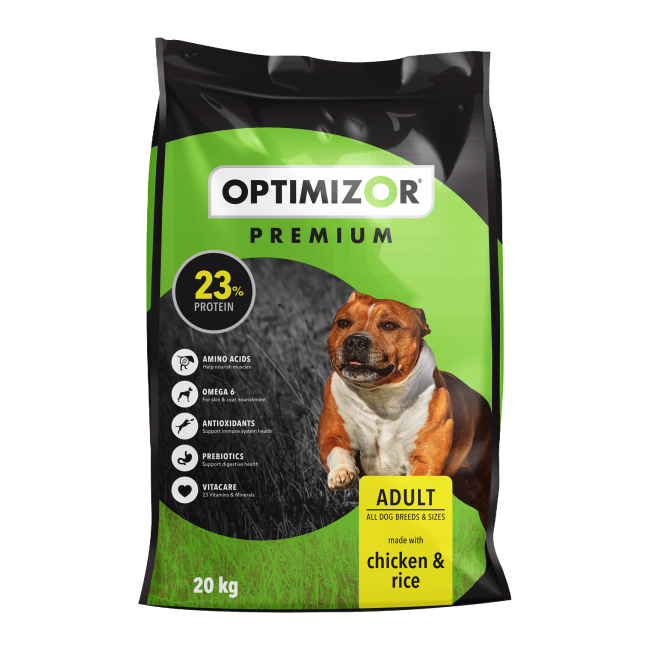 OPTIMIZOR®
PREMIUM
23%
PROTEIN
AMINO ACIDS
Help nourish muscles
OMEGA 6
For skin & coat nourishment
ANTIOXIDANTS
Support immune system health
PREBIOTICS
Support digestive health
VITACARE
23 Vitamins & Minerals
ADULT
ALL DOG BREEDS & SIZES
made with
chicken &
rice
20 kg